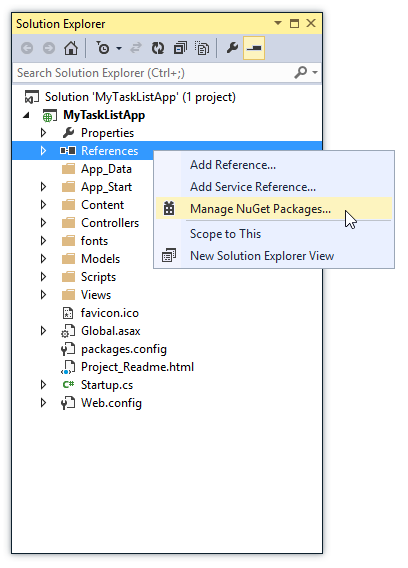 Solution Explorer
Search Solution Explorer (Ctrl+;)
Solution 'MyTaskListApp' (1 project)
MyTaskListApp
Properties
References
Add Reference...
App_Data
App_Start
Add Service Reference...
Content
Manage NuGet Packages...
Controllers
fonts
Scope to This
Models
New Solution Explorer View
Scripts
Views
favicon.ico
Global.asax
packages.config
Project_Readme.html
C# Startup.cs
Web.config